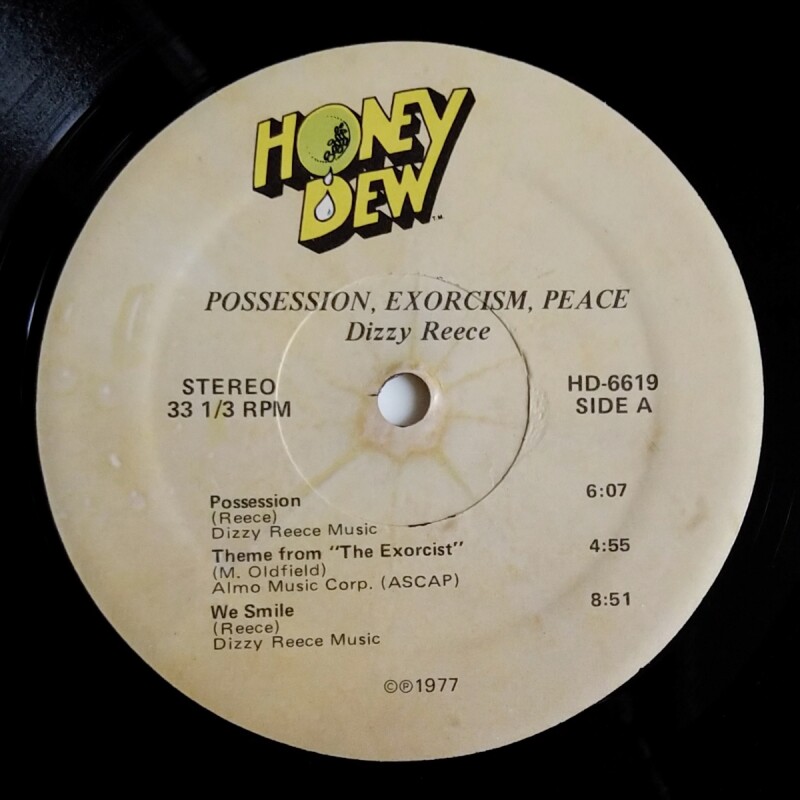 HONEY
DEW
T.M.
POSSESSION, EXORCISM, PEACE
Dizzy Reece
STEREO
33 1/3 RPM
HD-6619
SIDE A
Possession 6:07
(Reece)
Dizzy Reece Music
Theme from "The Exorcist" 4:55
(M. Oldfield)
Almo Music Corp. (ASCAP)
We Smile 8:51
(Reece)
Dizzy Reece Music
©℗1977